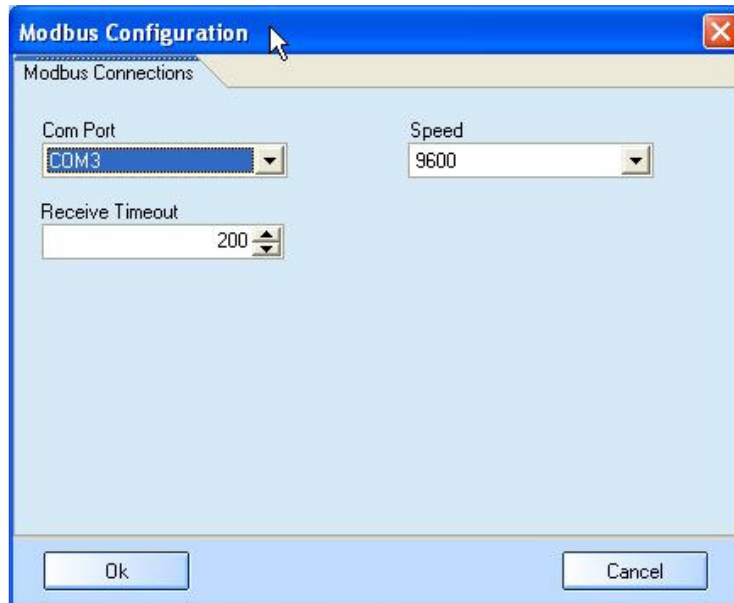 Modbus Configuration
Modbus Connections
Com Port
Speed
COM3
9600
Receive Timeout
200
Ok
Cancel